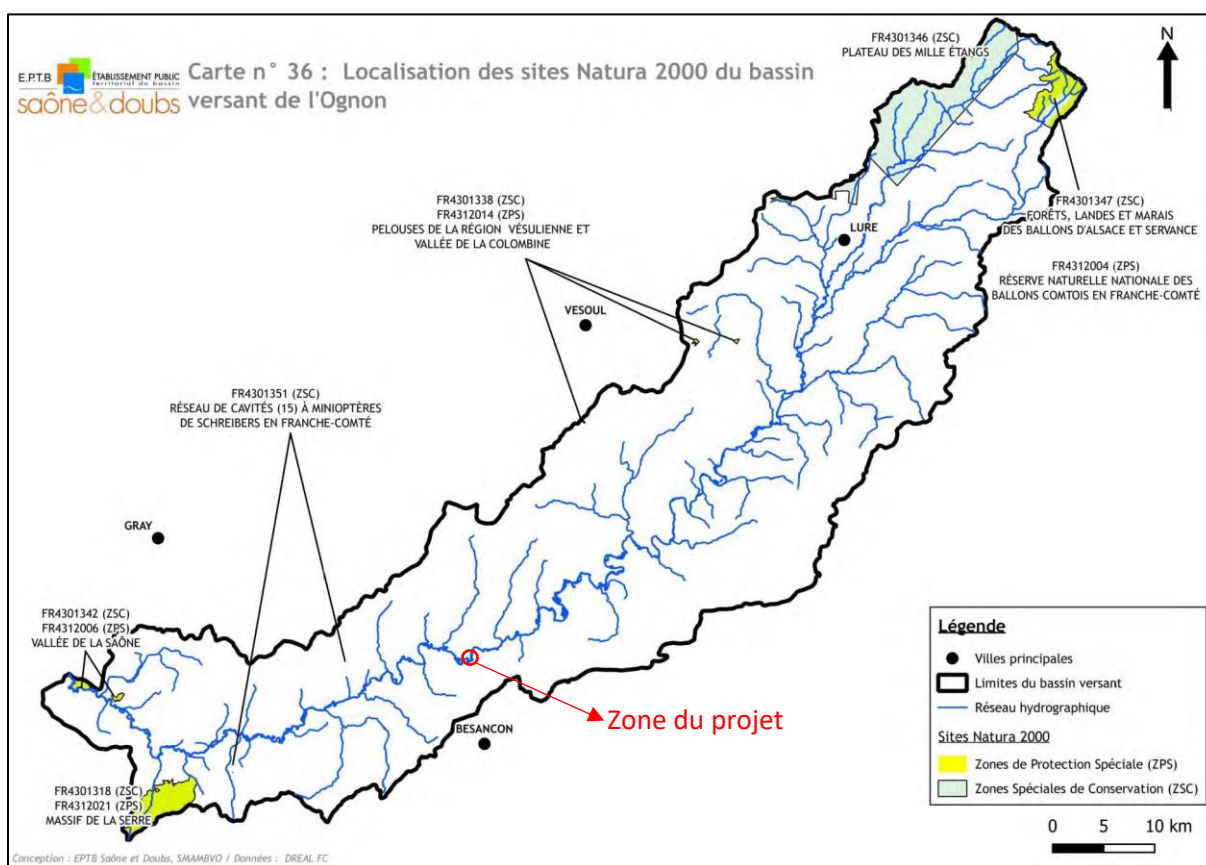 E.P.T.B
ÉTABLISSEMENT PUBLIC
territorial du bassin
saône & doubs
Carte n° 36 : Localisation des sites Natura 2000 du bassin
versant de l'Ognon
FR4301346 (ZSC)
PLATEAU DES MILLE ÉTANGS
N
FR4301338 (ZSC)
FR4312014 (ZPS)
PELOUSES DE LA RÉGION VÉSULIENNE ET
VALLÉE DE LA COLOMBINE
FR4301347 (ZSC)
FORÊTS, LANDES ET MARAIS
DES BALLONS D'ALSACE ET SERVANCE
LURE
FR4312004 (ZPS)
RÉSERVE NATURELLE NATIONALE DES
BALLONS COMTOIS EN FRANCHE-COMTÉ
VESOUL
FR4301351 (ZSC)
RÉSEAU DE CAVITÉS (15) À MINIOPTÈRES
DE SCHREIBERS EN FRANCHE-COMTÉ
GRAY
FR4301342 (ZSC)
FR4312006 (ZPS)
VALLÉE DE LA SAÔNE
Zone du projet
BESANCON
FR4301318 (ZSC)
FR4312021 (ZPS)
MASSIF DE LA SERRE
Légende
Villes principales
Limites du bassin versant
Réseau hydrographique
Sites Natura 2000
Zones de Protection Spéciale (ZPS)
Zones Spéciales de Conservation (ZSC)
0 5 10 km
Conception : EPTB Saône et Doubs, SMAMBVO / Données : DREAL FC